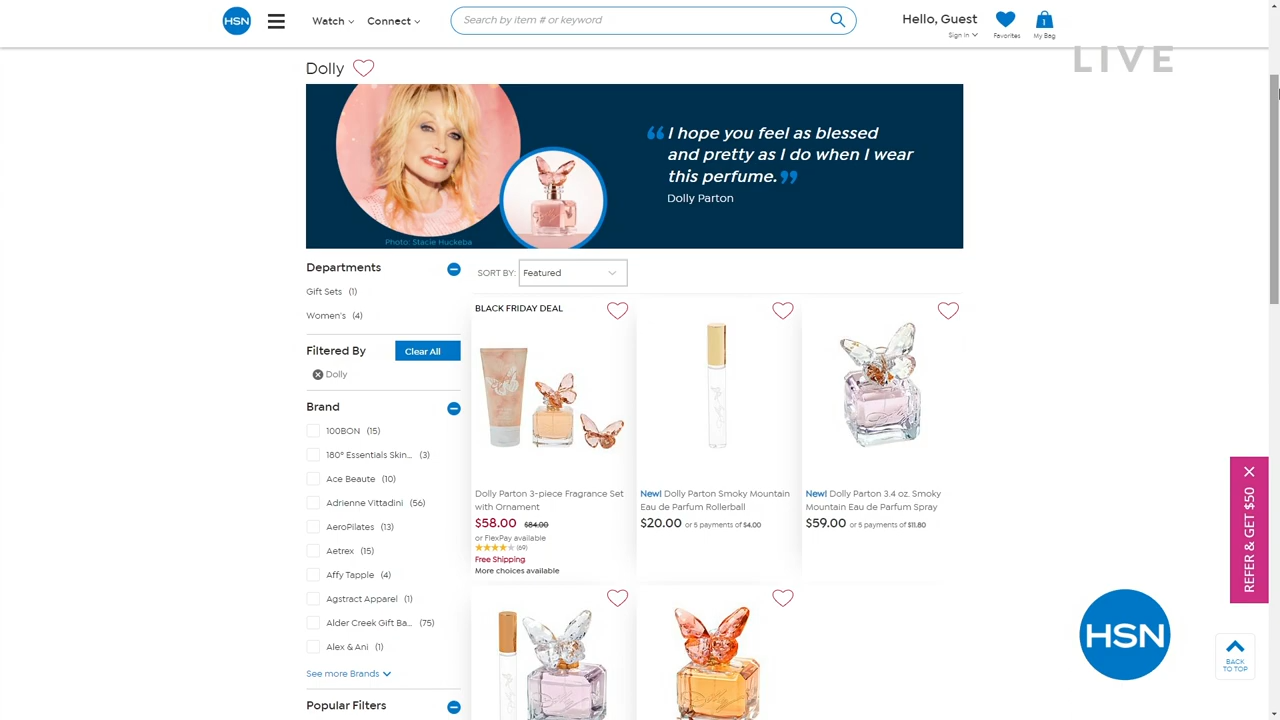 HSN
Watch
Connect
Search by item # or keyword
Hello, Guest
Sign In
Favorites
1
My Bag
LIVE
Dolly
“ I hope you feel as blessed
and pretty as I do when I wear
this perfume. ”
Dolly Parton
Photo: Stacie Huckeba
Departments
Gift Sets (1)
Women's (4)
Filtered By
Clear All
Dolly
Brand
100BON (15)
180° Essentials Skin... (3)
Ace Beaute (10)
Adrienne Vittadini (56)
AeroPilates (13)
Aetrex (15)
Affy Tapple (4)
Agstract Apparel (1)
Alder Creek Gift Ba... (75)
Alex & Ani (1)
See more Brands
Popular Filters
SORT BY: Featured
BLACK FRIDAY DEAL
Dolly Parton 3-piece Fragrance Set
with Ornament
$58.00 $84.00
or FlexPay available
(69)
Free Shipping
More choices available
New! Dolly Parton Smoky Mountain
Eau de Parfum Rollerball
$20.00 or 5 payments of $4.00
New! Dolly Parton 3.4 oz. Smoky
Mountain Eau de Parfum Spray
$59.00 or 5 payments of $11.80
REFER & GET $50
HSN
BACK
TO TOP